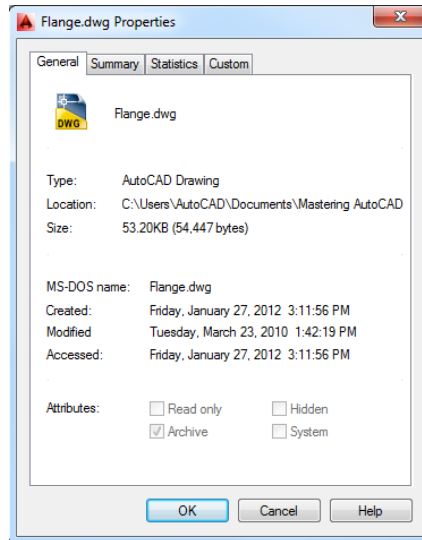 Flange.dwg Properties
General Summary Statistics Custom
DWG
Flange.dwg
Type: AutoCAD Drawing
Location: C:\Users\AutoCAD\Documents\Mastering AutoCAD
Size: 53.20KB (54,447 bytes)
MS-DOS name: Flange.dwg
Created: Friday, January 27, 2012 3:11:56 PM
Modified Tuesday, March 23, 2010 1:42:19 PM
Accessed: Friday, January 27, 2012 3:11:56 PM
Attributes: Read only Hidden
Archive System
OK Cancel Help